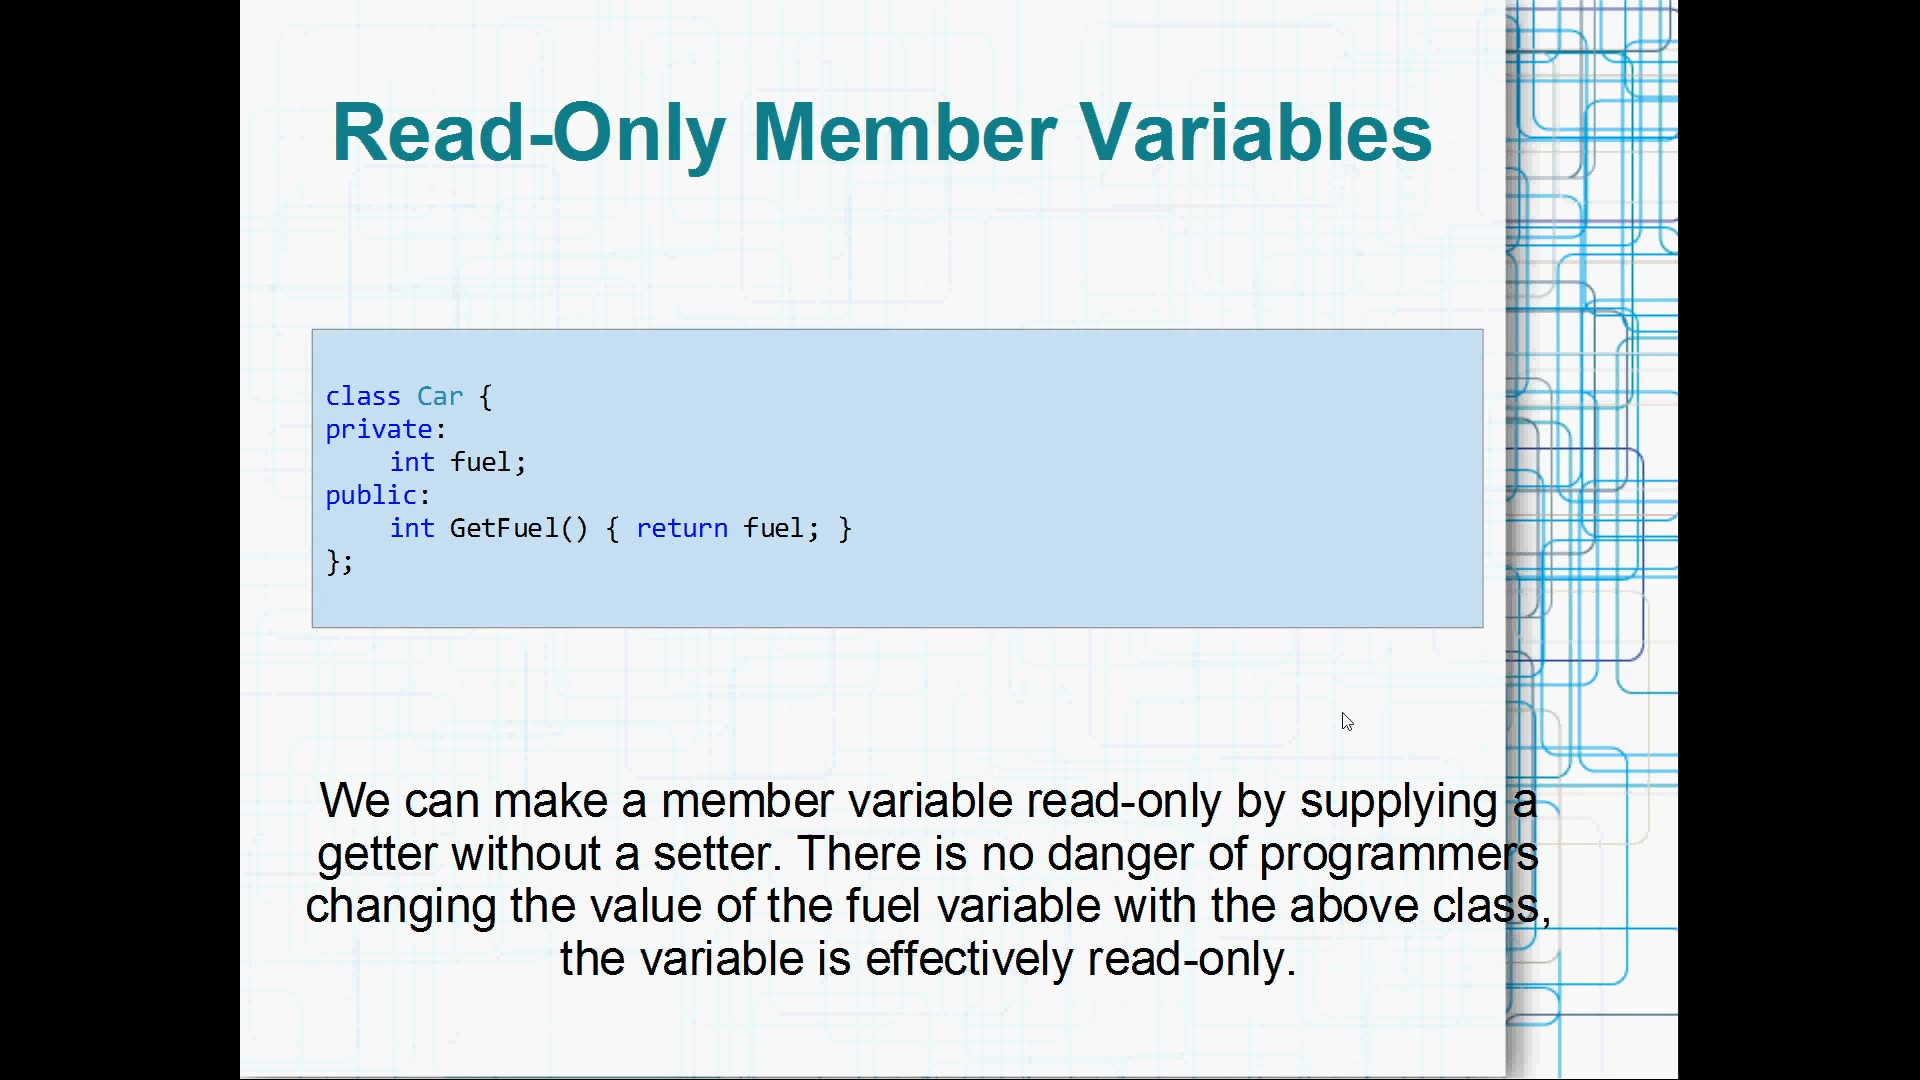 Read-Only Member Variables
class Car {
private:
    int fuel;
public:
    int GetFuel() { return fuel; }
};
We can make a member variable read-only by supplying a
getter without a setter. There is no danger of programmers
changing the value of the fuel variable with the above class,
the variable is effectively read-only.